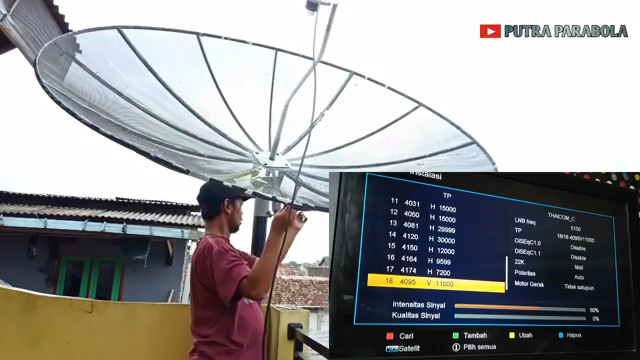 PUTRA PARABOLA
Instalasi
TP
11 4031 H 15000
12 4050 H 15000
13 4081 H 29999
14 4120 H 30000
15 4150 H 12000
16 4164 H 9599
17 4174 H 7200
18 4095 V 11000
THAICOM_C
LNB freq 5150
TP 18/18 4095V11000
DiSEqC1.0 Disable
DiSEqC1.1 Disable
22K Mati
Polaritas Auto
Motor Gerak Tidak setuju
Intensitas Sinyal 60%
Kualitas Sinyal 0%
Cari Tambah Ubah Hapus
Satelit Pilih semua